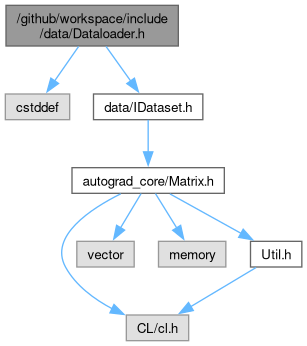 /github/workspace/include
/data/Dataloader.h
cstddef
data/IDataset.h
autograd_core/Matrix.h
vector
memory
Util.h
CL/cl.h